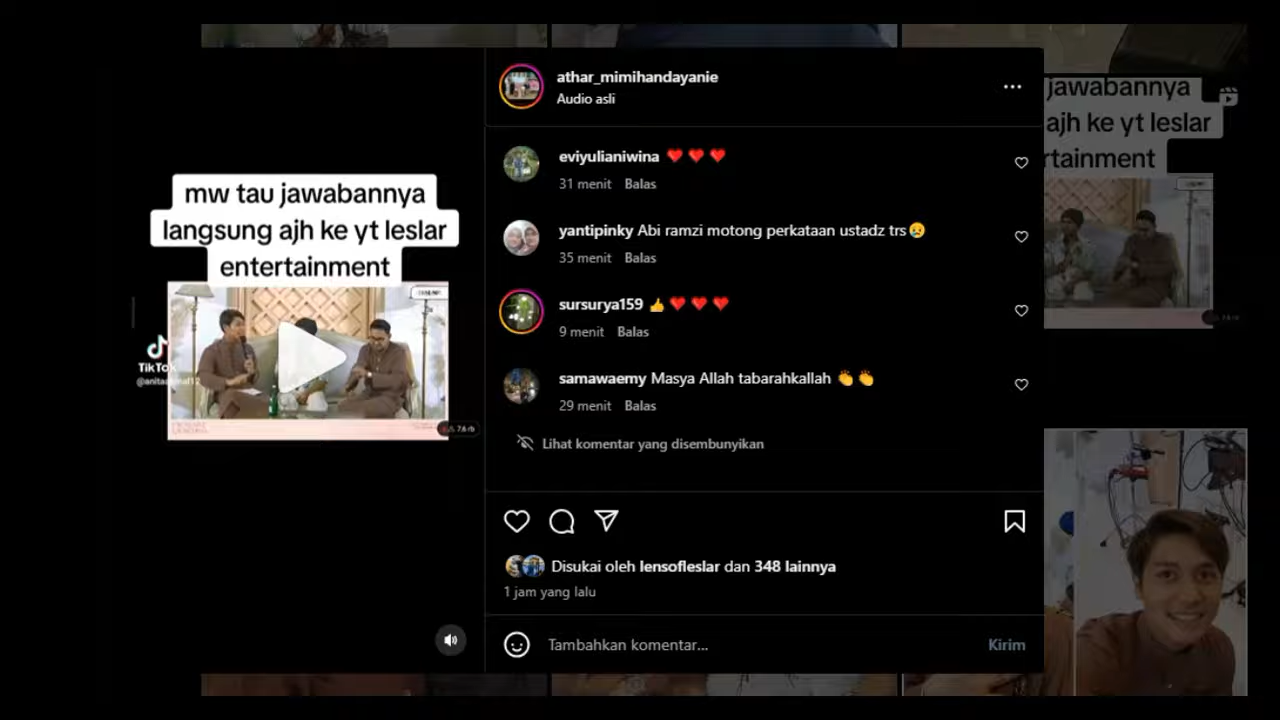 athar_mimihandayanie
Audio asli
mw tau jawabannya
langsung ajh ke yt leslar
entertainment
TikTok
eviyulianiwina ❤️ ❤️ ❤️
31 menit Balas
yantipinky Abi ramzi motong perkataan ustadz trs😢
35 menit Balas
sursurya159 👍❤️ ❤️ ❤️
9 menit Balas
samawaemy Masya Allah tabarahkallah 👏 👏
29 menit Balas
Lihat komentar yang disembunyikan
Disukai oleh lensofleslar dan 348 lainnya
1 jam yang lalu
Tambahkan komentar...
Kirim
jawabannya
ajh ke yt leslar
rtainment